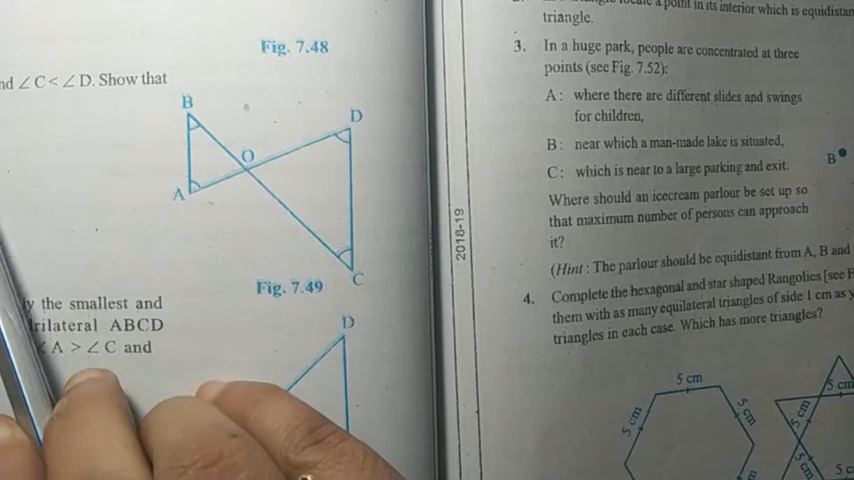 Fig. 7.48
∠C<∠D. Show that
B
D
O
A
C
Fig. 7.49
the smallest and
ABCD
∠A >∠C and
D
a point in its interior which is
triangle.
3. In a huge park, people are concentrated at three
points (see Fig. 7.52):
A : where there are different slides and swings
for children,
B : near which a man-made lake is situated,
C : which is near to a large parking and exit.
B
Where should an icecream parlour be set up so
that maximum number of persons can approach
it?
(Hint : The parlour should be equidistant from A, B and
4. Complete the hexagonal and star shaped Rangolies [see
them with as many equilateral triangles of side 1 cm as
triangles in each case. Which has more triangles?
5 cm
5 cm
5 cm
5 cm
5 cm
5 cm
2018-19